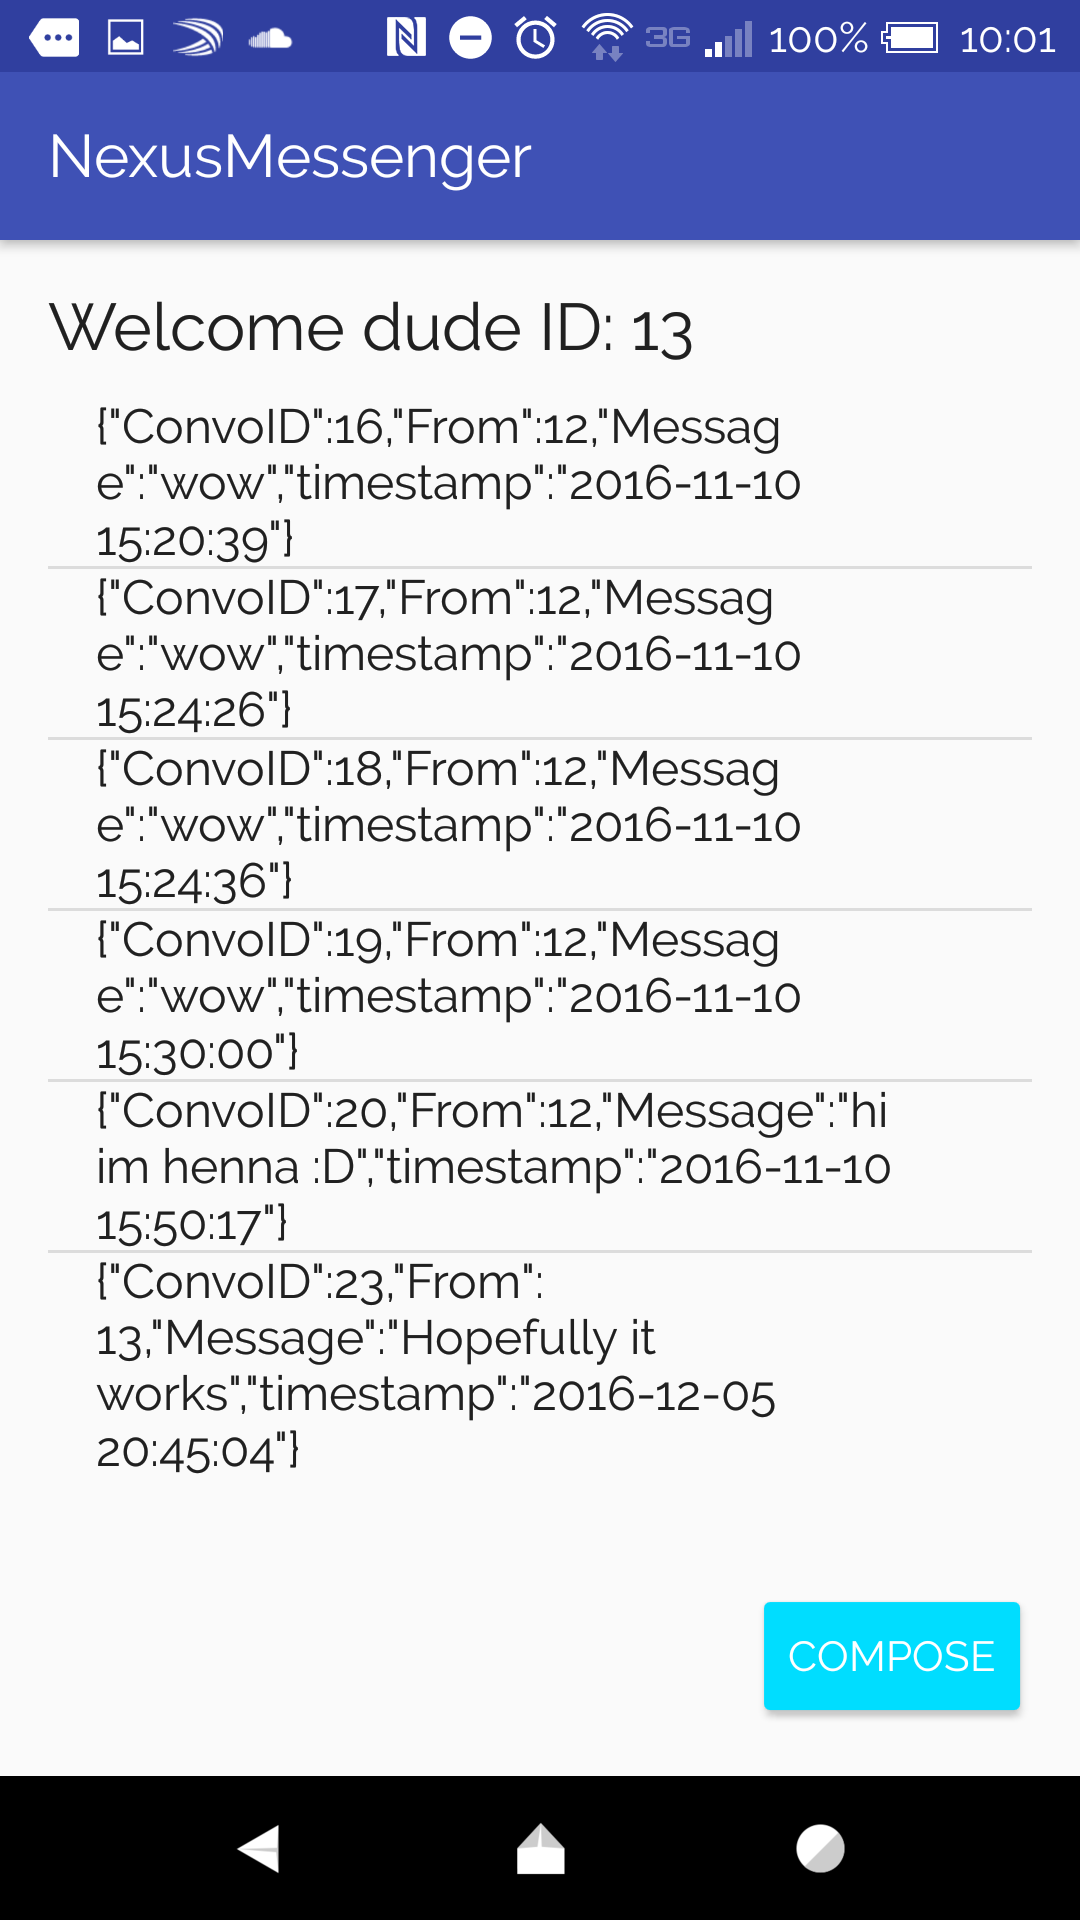 3G 100% 10:01
NexusMessenger
Welcome dude ID: 13
{"ConvoID":16,"From":12,"Messag
e":"wow","timestamp":"2016-11-10
15:20:39"}
{"ConvoID":17,"From":12,"Messag
e":"wow","timestamp":"2016-11-10
15:24:26"}
{"ConvoID":18,"From":12,"Messag
e":"wow","timestamp":"2016-11-10
15:24:36"}
{"ConvoID":19,"From":12,"Messag
e":"wow","timestamp":"2016-11-10
15:30:00"}
{"ConvoID":20,"From":12,"Message":"hi
im henna :D","timestamp":"2016-11-10
15:50:17"}
{"ConvoID":23,"From":
13,"Message":"Hopefully it
works","timestamp":"2016-12-05
20:45:04"}
COMPOSE